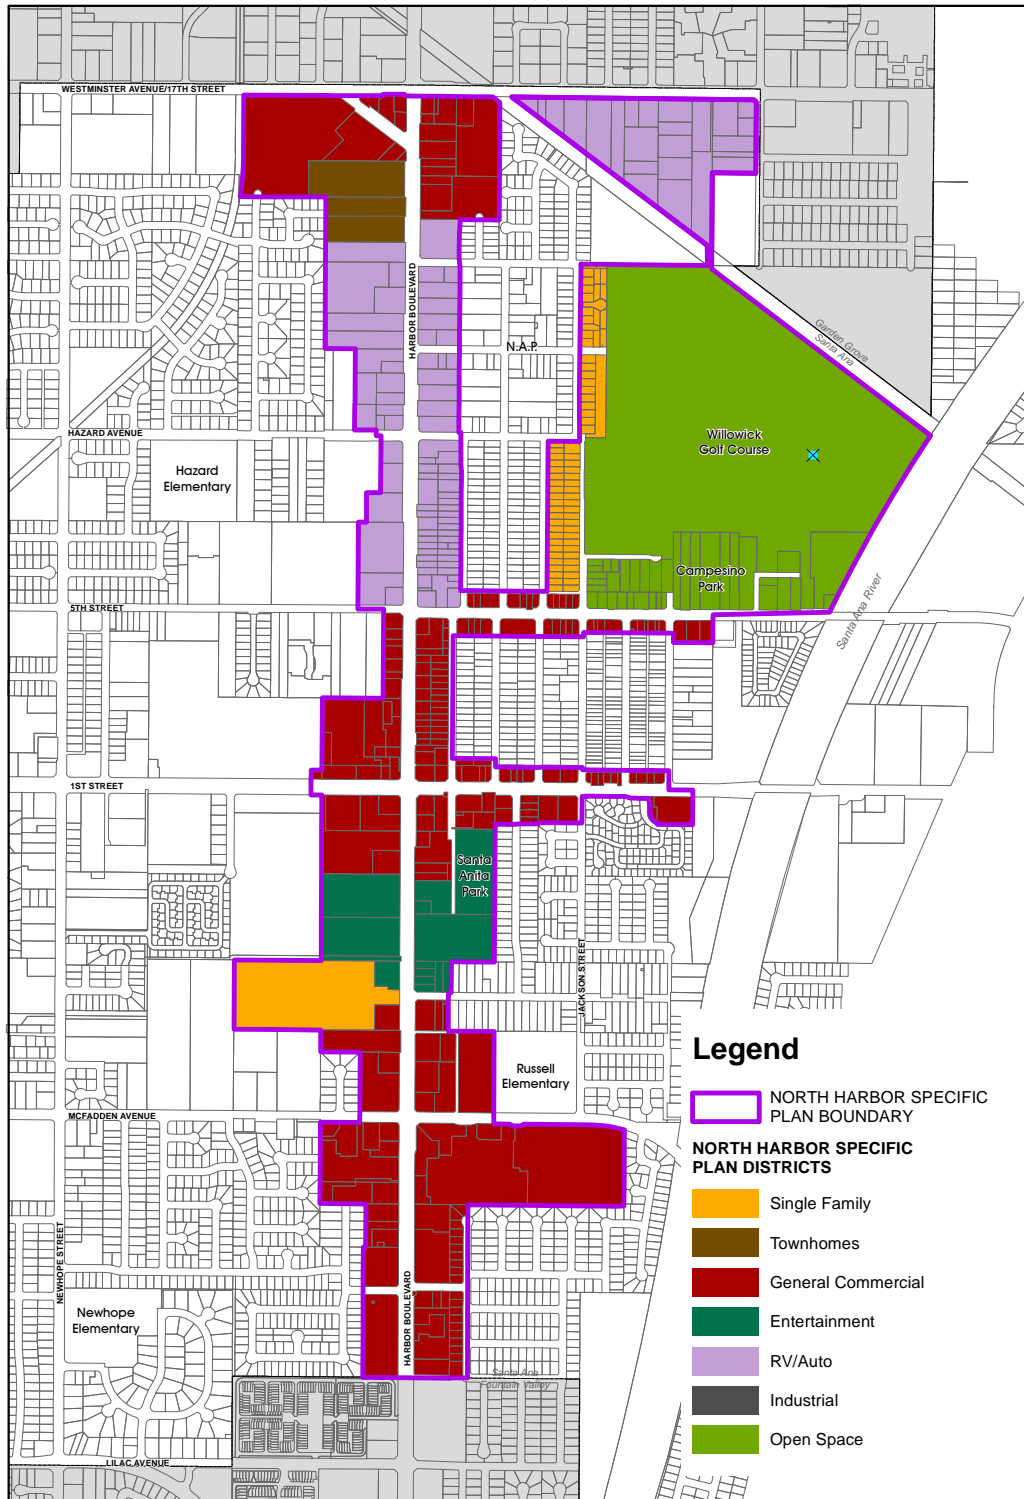 WESTMINSTER AVENUE/17TH STREET
HARBOR BOULEVARD
N.A.P.
Garden Grove
Santa Ana
HAZARD AVENUE
Willowick
Golf Course
Hazard
Elementary
Campesino
Park
5TH STREET
Santa Ana River
1ST STREET
Santa
Anita
Park
JACKSON STREET
Russell
Elementary
MCFADDEN AVENUE
NEWHOPE STREET
HARBOR BOULEVARD
Newhope
Elementary
Santa Ana
Fountain Valley
LILAC AVENUE
Legend
NORTH HARBOR SPECIFIC
PLAN BOUNDARY
NORTH HARBOR SPECIFIC
PLAN DISTRICTS
Single Family
Townhomes
General Commercial
Entertainment
RV/Auto
Industrial
Open Space